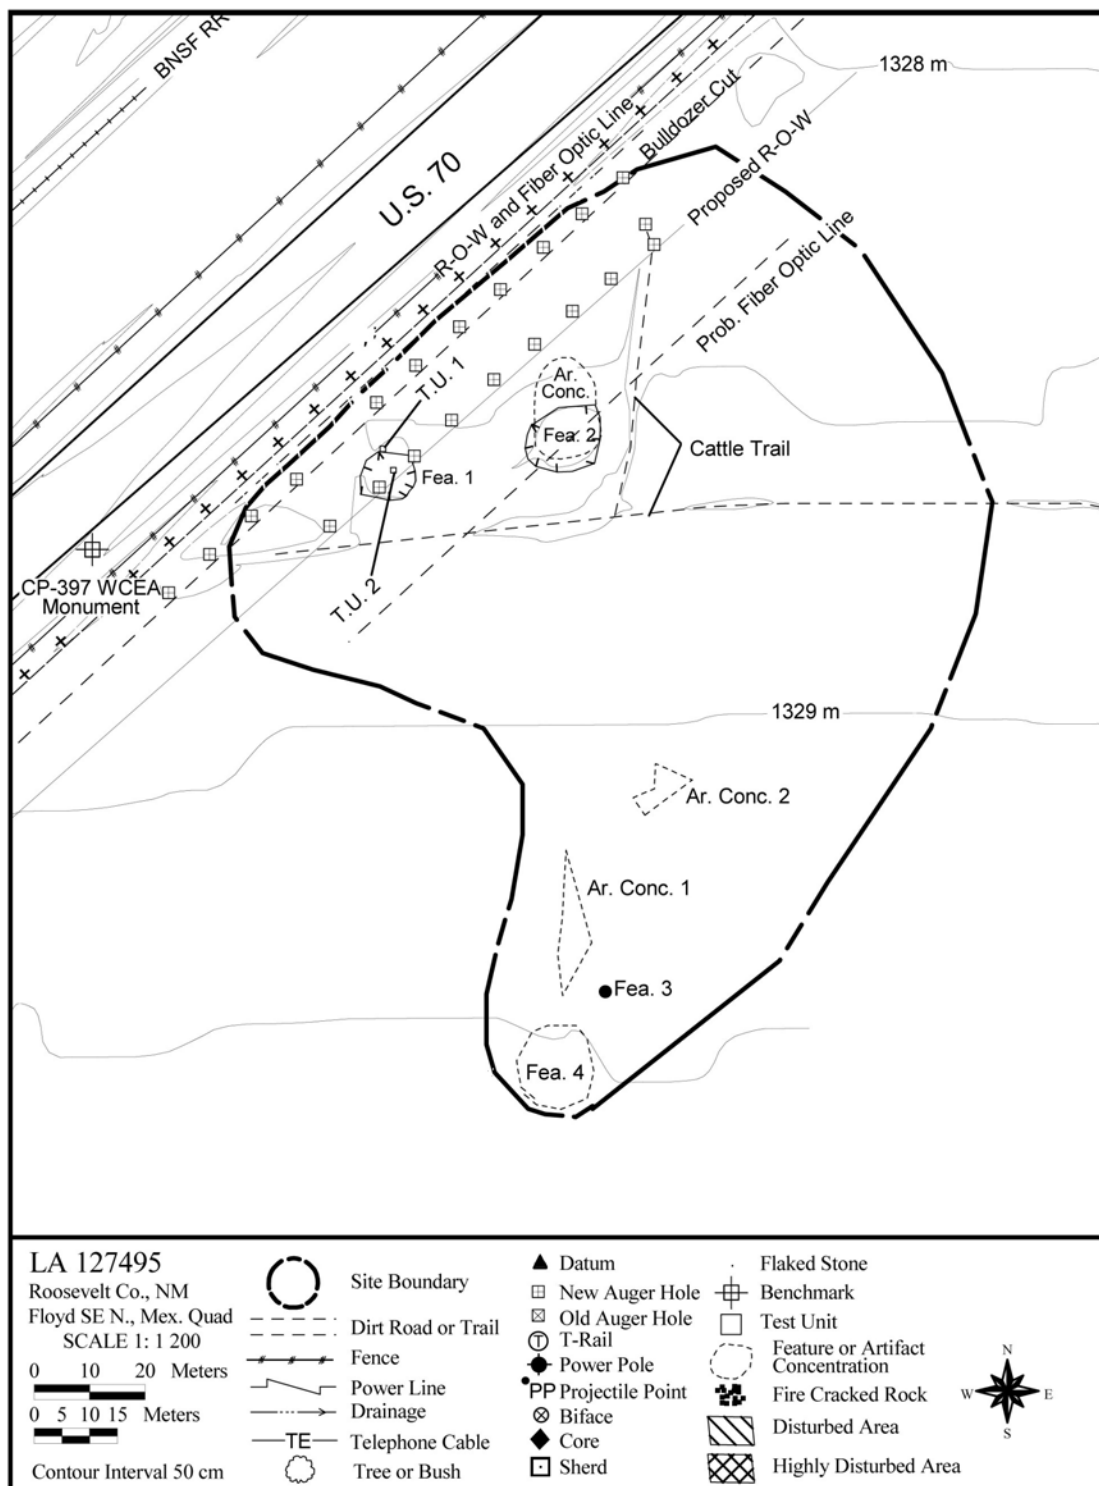 BNSF RR
1328 m
U.S. 70
R-O-W and Fiber Optic Line
Bulldozer Cut
Proposed R-O-W
Prob. Fiber Optic Line
T.U. 1
Ar.
Conc.
Fea. 2
Fea. 1
Cattle Trail
T.U. 2
CP-397 WCEA
Monument
1329 m
Ar. Conc. 2
Ar. Conc. 1
Fea. 3
Fea. 4
LA 127495
Roosevelt Co., NM
Floyd SE N., Mex. Quad
SCALE 1: 1 200
0 10 20 Meters
0 5 10 15 Meters
Contour Interval 50 cm
Site Boundary
Dirt Road or Trail
Fence
Power Line
Drainage
TE Telephone Cable
Tree or Bush
Datum
New Auger Hole
Old Auger Hole
T T-Rail
Power Pole
PP Projectile Point
Biface
Core
Sherd
Flaked Stone
Benchmark
Test Unit
Feature or Artifact
Concentration
Fire Cracked Rock
Disturbed Area
Highly Disturbed Area
N
W E
S